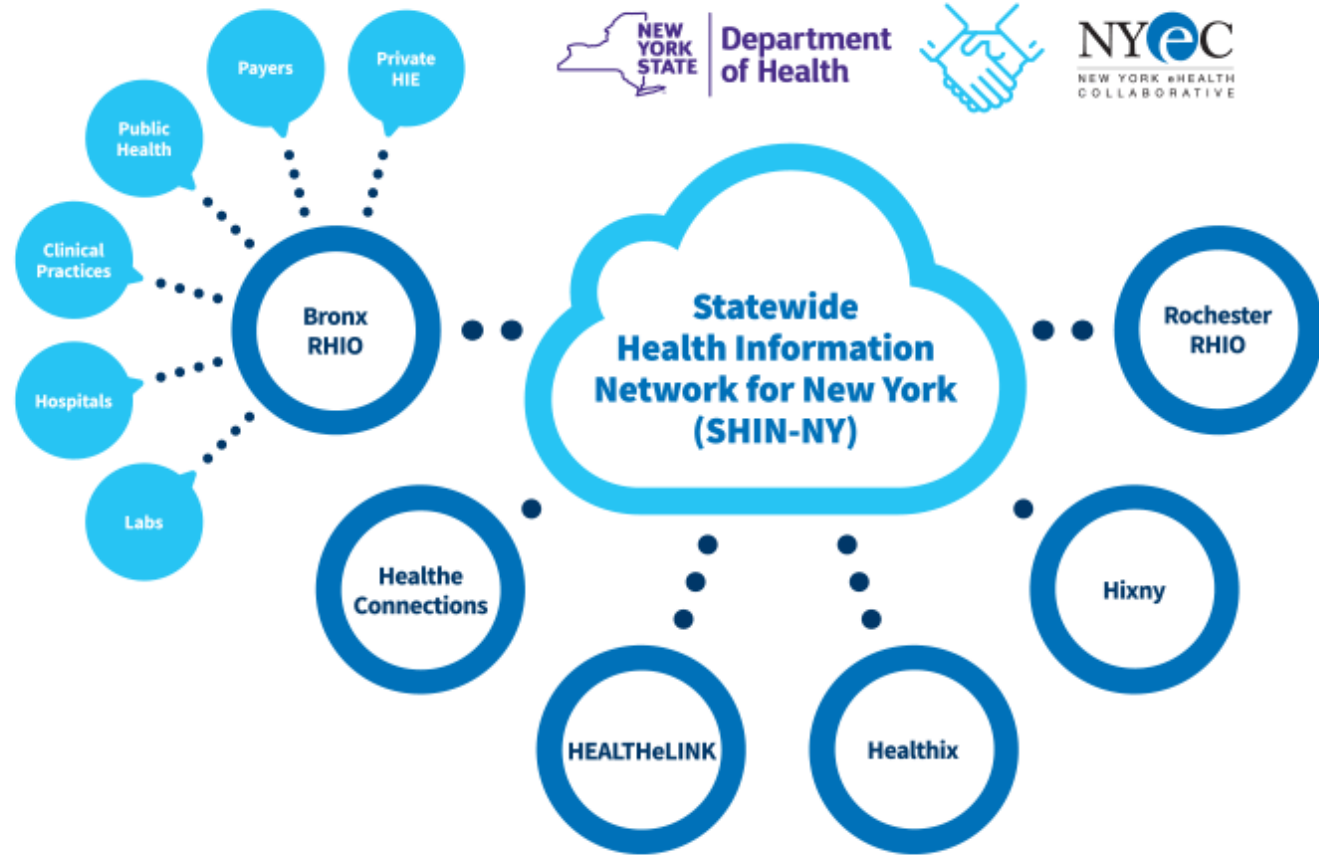 NEW
YORK
STATE
Department
of Health
NYeC
NEW YORK eHEALTH
COLLABORATIVE
Payers
Private
HIE
Public
Health
Clinical
Practices
Hospitals
Labs
Bronx
RHIO
Statewide
Health Information
Network for New York
(SHIN-NY)
Rochester
RHIO
Healthe
Connections
HEALTHeLINK
Healthix
Hixny